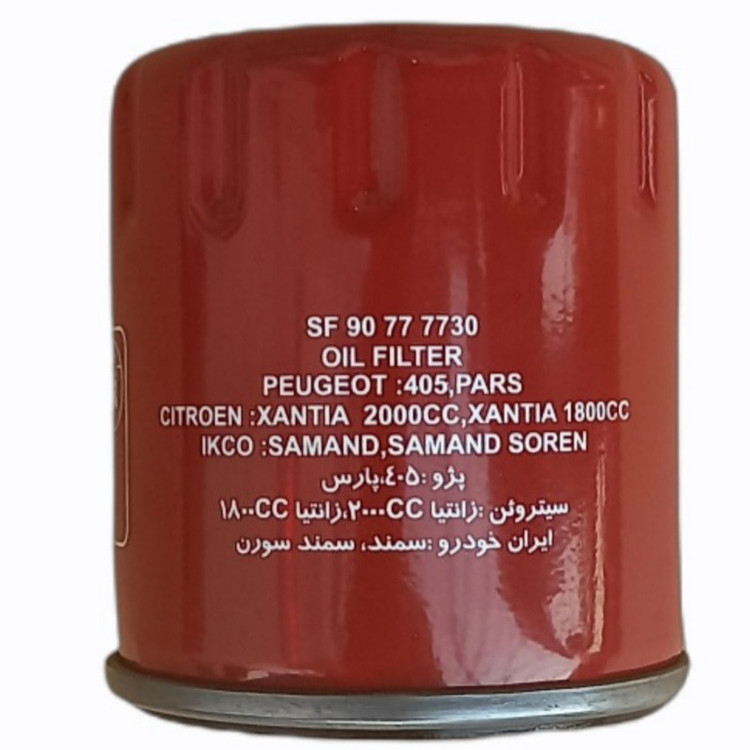 SF 90 77 7730
OIL FILTER
PEUGEOT :405,PARS
CITROEN :XANTIA 2000CC,XANTIA 1800CC
IKCO :SAMAND,SAMAND SOREN
پژو :٤٠٥،پارس
سیتروئن :زانتیا ۲۰۰۰CC،زانتیا ۱۸۰۰CC
ایران خودرو :سمند، سمند سورن